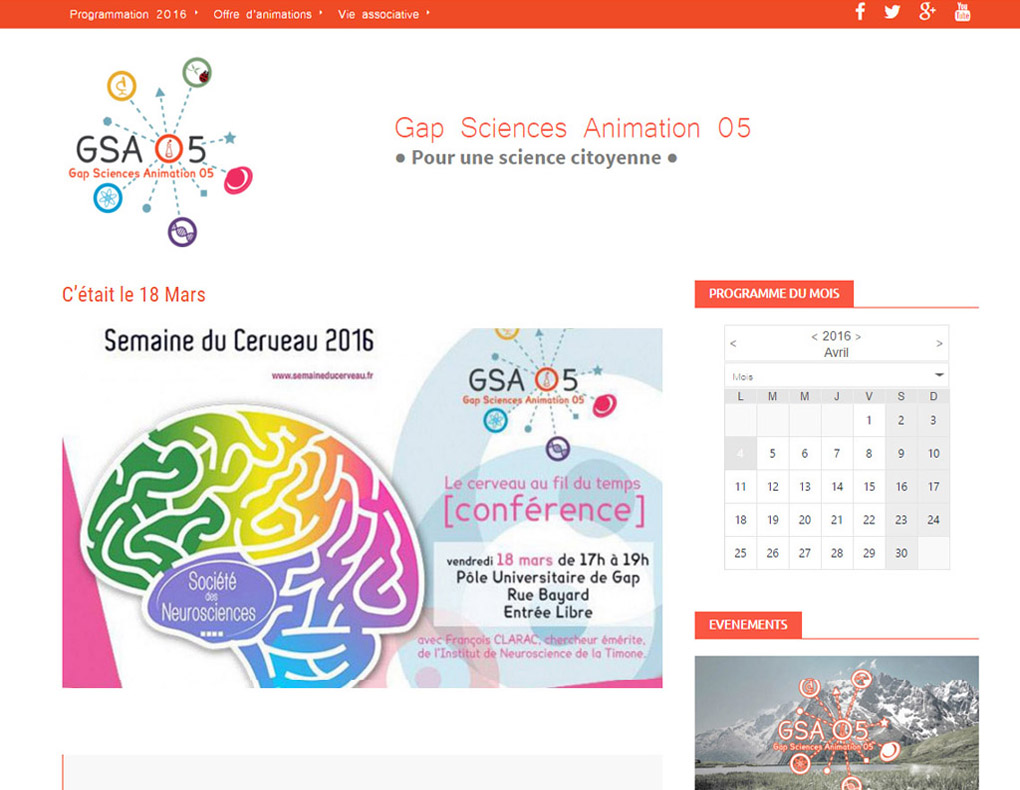 Programmation 2016
Offre d'animations
Vie associative
You
Tube
GSA 05
Gap Sciences Animation 05
Gap Sciences Animation 05
● Pour une science citoyenne ●
C'était le 18 Mars
Semaine du Cerveau 2016
www.semaineducerveau.fr
GSA 05
Gap Sciences Animation 05
Le cerveau au fil du temps
[conférence]
vendredi 18 mars de 17h à 19h
Pôle Universitaire de Gap
Rue Bayard
Entrée Libre
avec François CLARAC, chercheur émérite,
de l'Institut de Neuroscience de la Timone.
Société
des
Neurosciences
PROGRAMME DU MOIS
< 2016 >
< Avril >
Mois
L M M J V S D
1 2 3
4 5 6 7 8 9 10
11 12 13 14 15 16 17
18 19 20 21 22 23 24
25 26 27 28 29 30
EVENEMENTS
GSA 05
Gap Sciences Animation 05